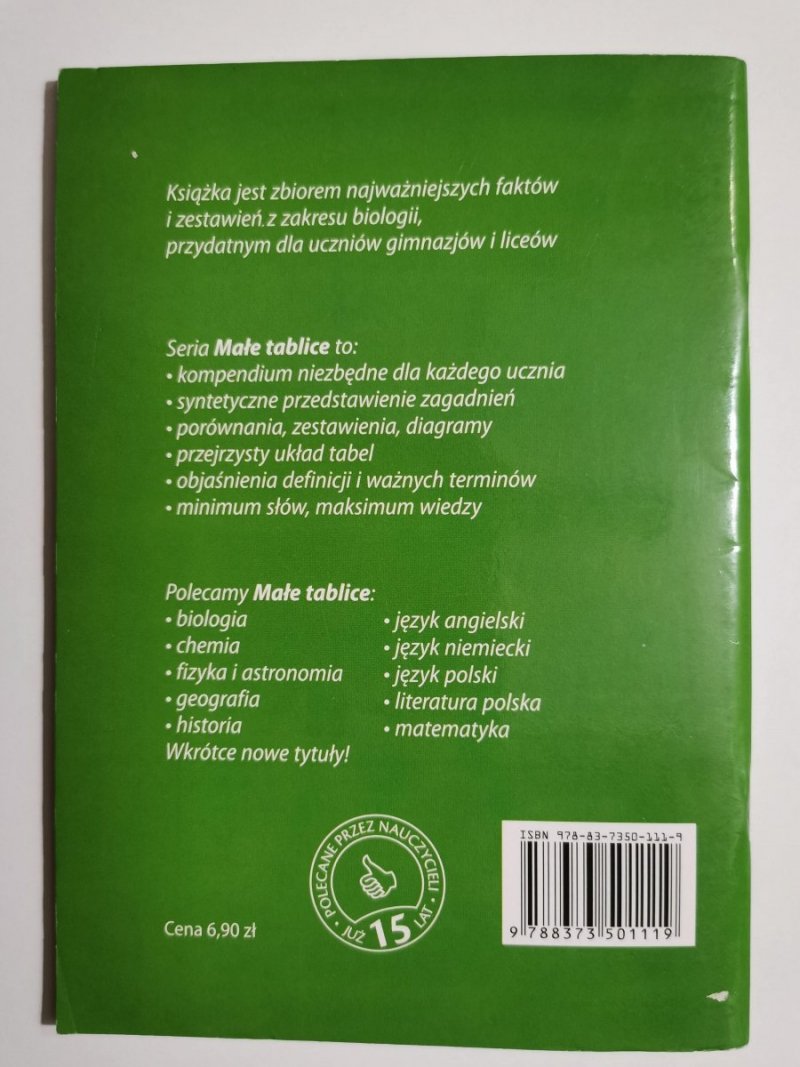 Książka jest zbiorem najważniejszych faktów
i zestawień z zakresu biologii,
przydatnym dla uczniów gimnazjów i liceów
Seria Małe tablice to:
• kompendium niezbędne dla każdego ucznia
• syntetyczne przedstawienie zagadnień
• porównania, zestawienia, diagramy
• przejrzysty układ tabel
• objaśnienia definicji i ważnych terminów
• minimum słów, maksimum wiedzy
Polecamy Małe tablice:
• biologia
• chemia
• fizyka i astronomia
• geografia
• historia
• język angielski
• język niemiecki
• język polski
• literatura polska
• matematyka
Wkrótce nowe tytuły!
• POLECANE PRZEZ NAUCZYCIELI •
JUŻ 15 LAT
Cena 6,90 zł
ISBN 978-83-7350-111-9
9 788373 501119